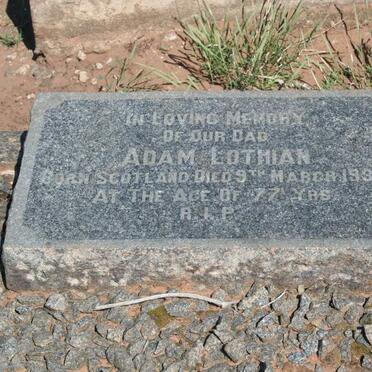 IN LOVING MEMORY
OF OUR DAD
ADAM LOTHIAN
BORN SCOTLAND DIED 9TH MARCH 193
AT THE AGE OF 77 YRS
R.I.P.